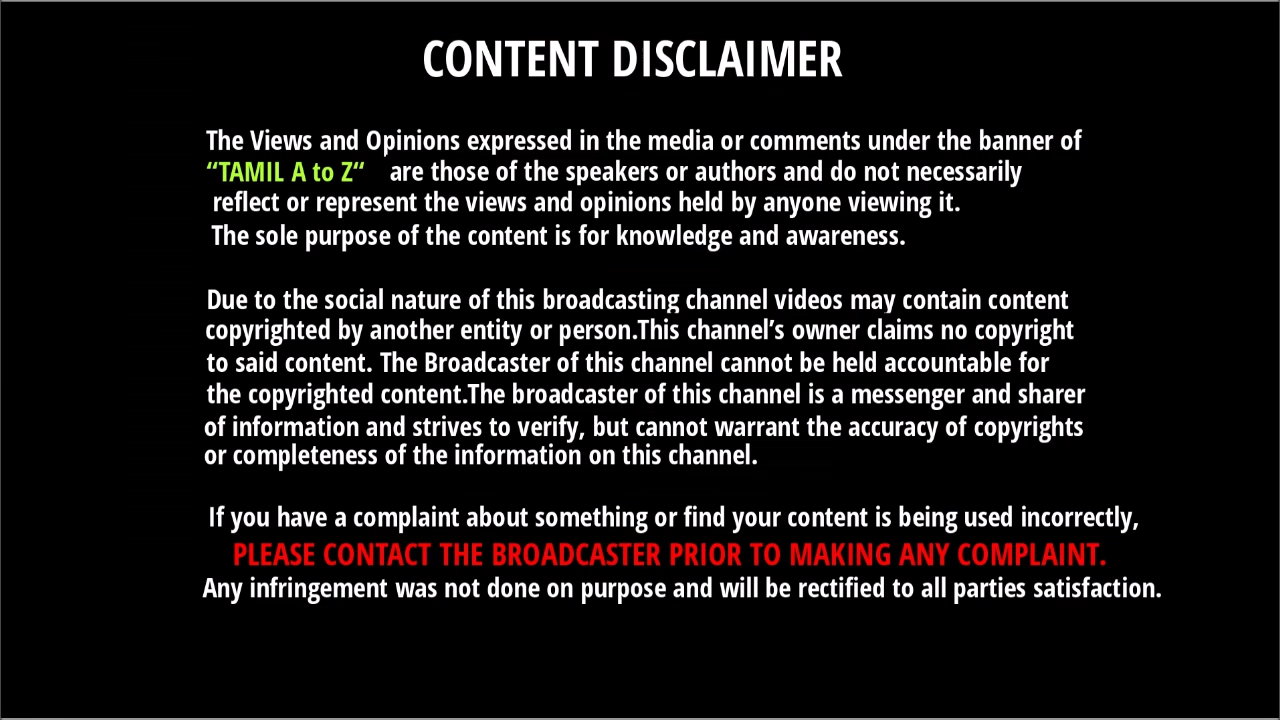 CONTENT DISCLAIMER
The Views and Opinions expressed in the media or comments under the banner of
“TAMIL A to Z“ are those of the speakers or authors and do not necessarily
reflect or represent the views and opinions held by anyone viewing it.
The sole purpose of the content is for knowledge and awareness.
Due to the social nature of this broadcasting channel videos may contain content
copyrighted by another entity or person.This channel’s owner claims no copyright
to said content. The Broadcaster of this channel cannot be held accountable for
the copyrighted content.The broadcaster of this channel is a messenger and sharer
of information and strives to verify, but cannot warrant the accuracy of copyrights
or completeness of the information on this channel.
If you have a complaint about something or find your content is being used incorrectly,
PLEASE CONTACT THE BROADCASTER PRIOR TO MAKING ANY COMPLAINT.
Any infringement was not done on purpose and will be rectified to all parties satisfaction.